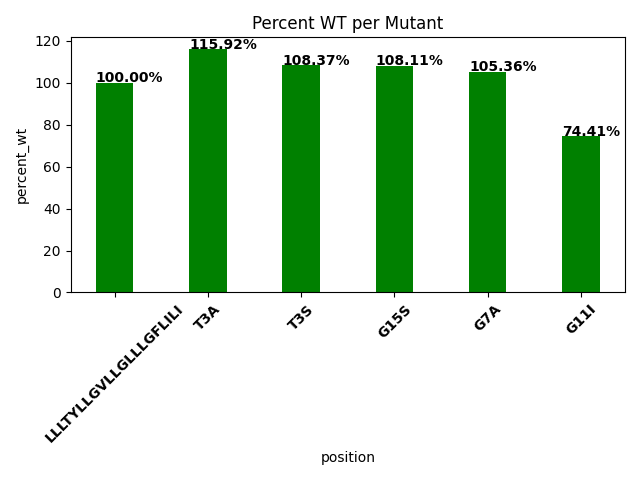 Percent WT per Mutant
percent_wt
120
100
80
60
40
20
0
100.00%
115.92%
108.37%
108.11%
105.36%
74.41%
LLLTYLLGVLLGLLLGFLILI
T3A
T3S
G15S
G7A
G11I
position